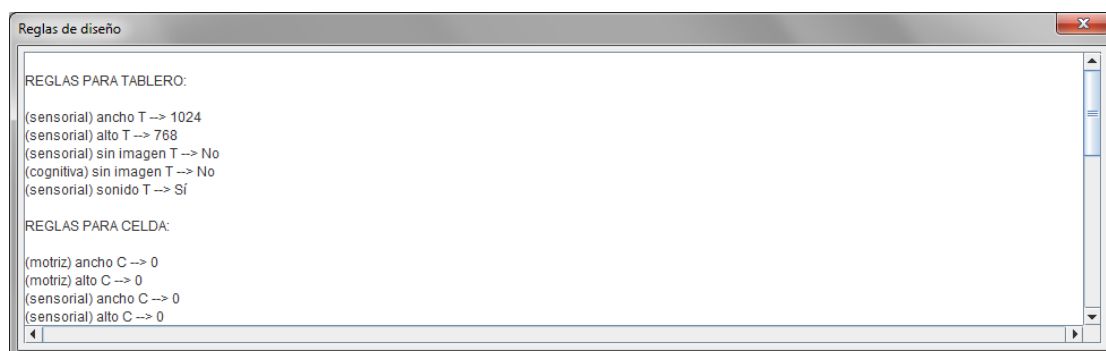 Reglas de diseño
REGLAS PARA TABLERO:
(sensorial) ancho T --> 1024
(sensorial) alto T --> 768
(sensorial) sin imagen T --> No
(cognitiva) sin imagen T --> No
(sensorial) sonido T --> Sí
REGLAS PARA CELDA:
(motriz) ancho C --> 0
(motriz) alto C --> 0
(sensorial) ancho C --> 0
(sensorial) alto C --> 0